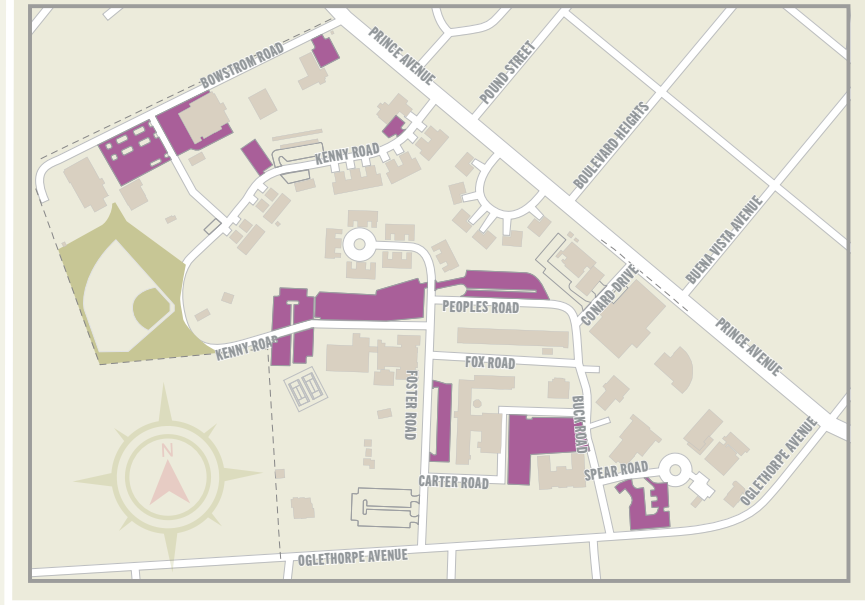 PRINCE AVENUE
BOWSTROM ROAD
POUND STREET
BOULEVARD HEIGHTS
KENNY ROAD
BUENA VISTA AVENUE
CONARD DRIVE
PEOPLES ROAD
PRINCE AVENUE
KENNY ROAD
FOX ROAD
FOSTER ROAD
BUCK ROAD
OGLETHORPE AVENUE
N
SPEAR ROAD
CARTER ROAD
OGLETHORPE AVENUE